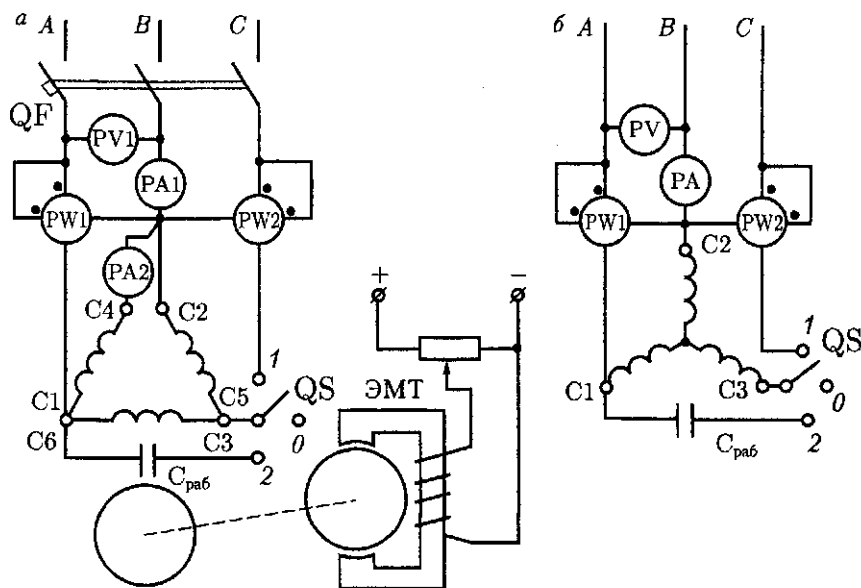 а A B C
QF
PV1
PA1
PW1 PW2
PA2
C4 C2
1
C1 C5 QS
C6 C3 0
Cраб 2
+ −
ЭМТ
б A B C
PV
PA
PW1 PW2
C2
1
QS
C1 C3 0
Cраб 2